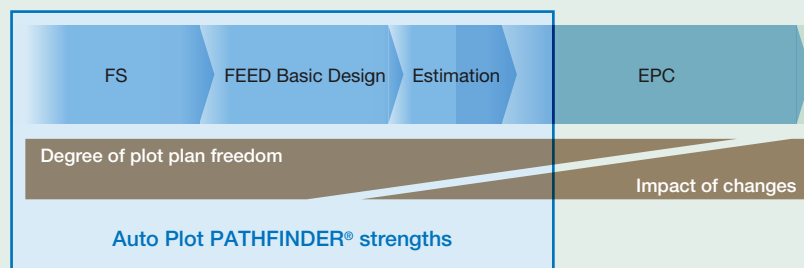 FS
FEED Basic Design
Estimation
EPC
Degree of plot plan freedom
Impact of changes
Auto Plot PATHFINDER® strengths